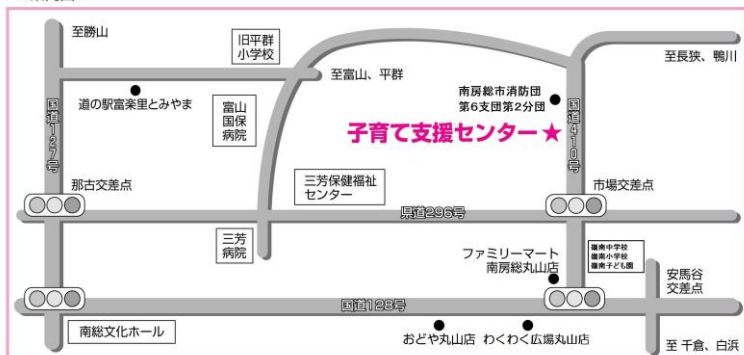 至勝山
旧平群
小学校
至富山、平群
至長狭、鴨川
道の駅富楽里とみやま
国道127号
富山
国保
病院
南房総市消防団
第6支団第2分団
国道410号
子育て支援センター★
那古交差点
三芳保健福祉
センター
市場交差点
県道296号
三芳
病院
ファミリーマート
南房総丸山店
嶺南中学校
嶺南小学校
嶺南子ども園
安馬谷
交差点
国道128号
南総文化ホール
おどや丸山店
わくわく広場丸山店
至 千倉、白浜